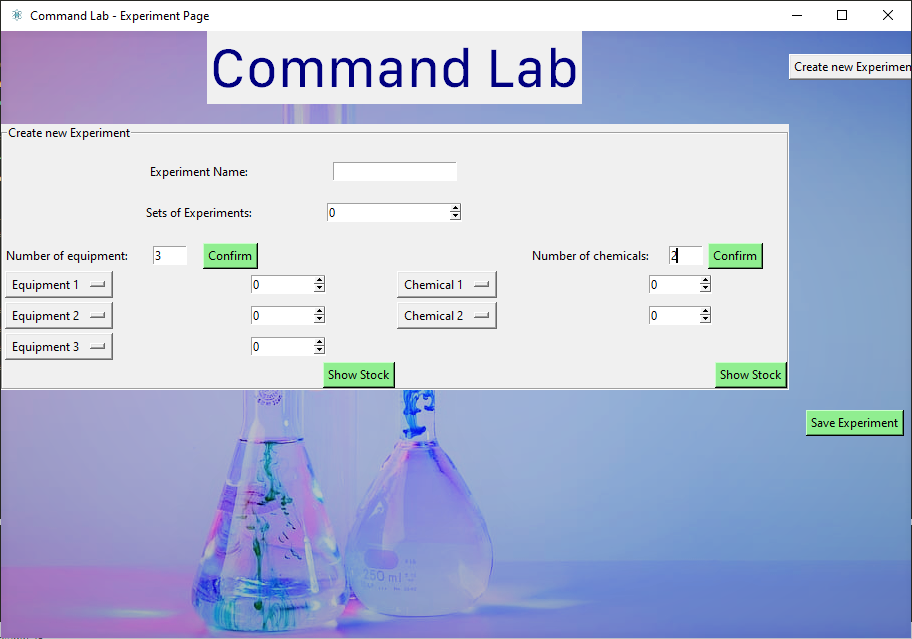 Command Lab - Experiment Page
Command Lab
Create new Experimen
Create new Experiment
Experiment Name:
Sets of Experiments: 0
Number of equipment: 3 Confirm Number of chemicals: 2 Confirm
Equipment 1 0 Chemical 1 0
Equipment 2 0 Chemical 2 0
Equipment 3 0
Show Stock Show Stock
Save Experiment
250 ml